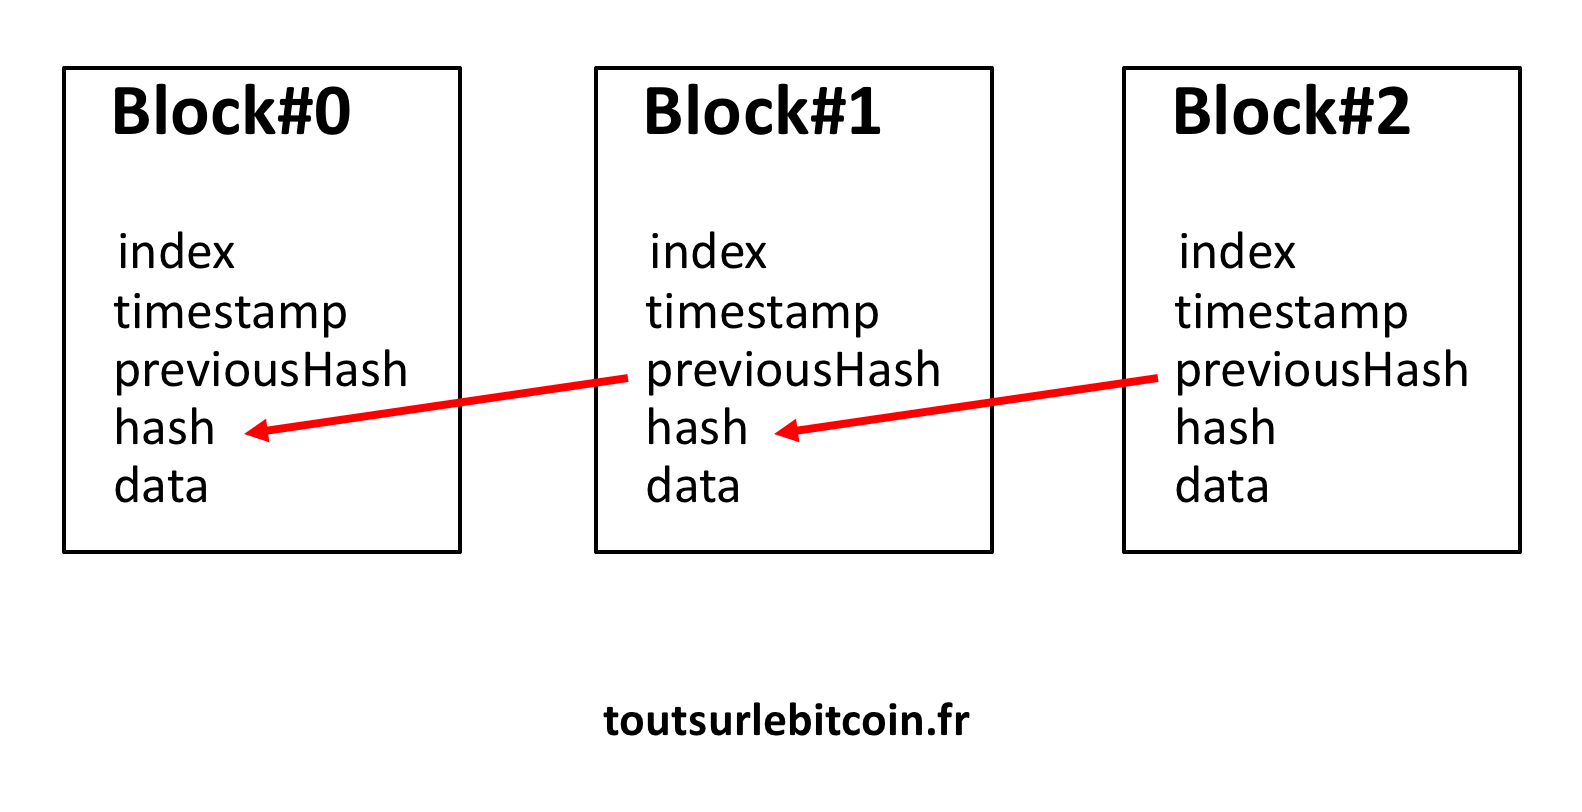 Block#0
index
timestamp
previousHash
hash
data
Block#1
index
timestamp
previousHash
hash
data
Block#2
index
timestamp
previousHash
hash
data
toutsurlebitcoin.fr